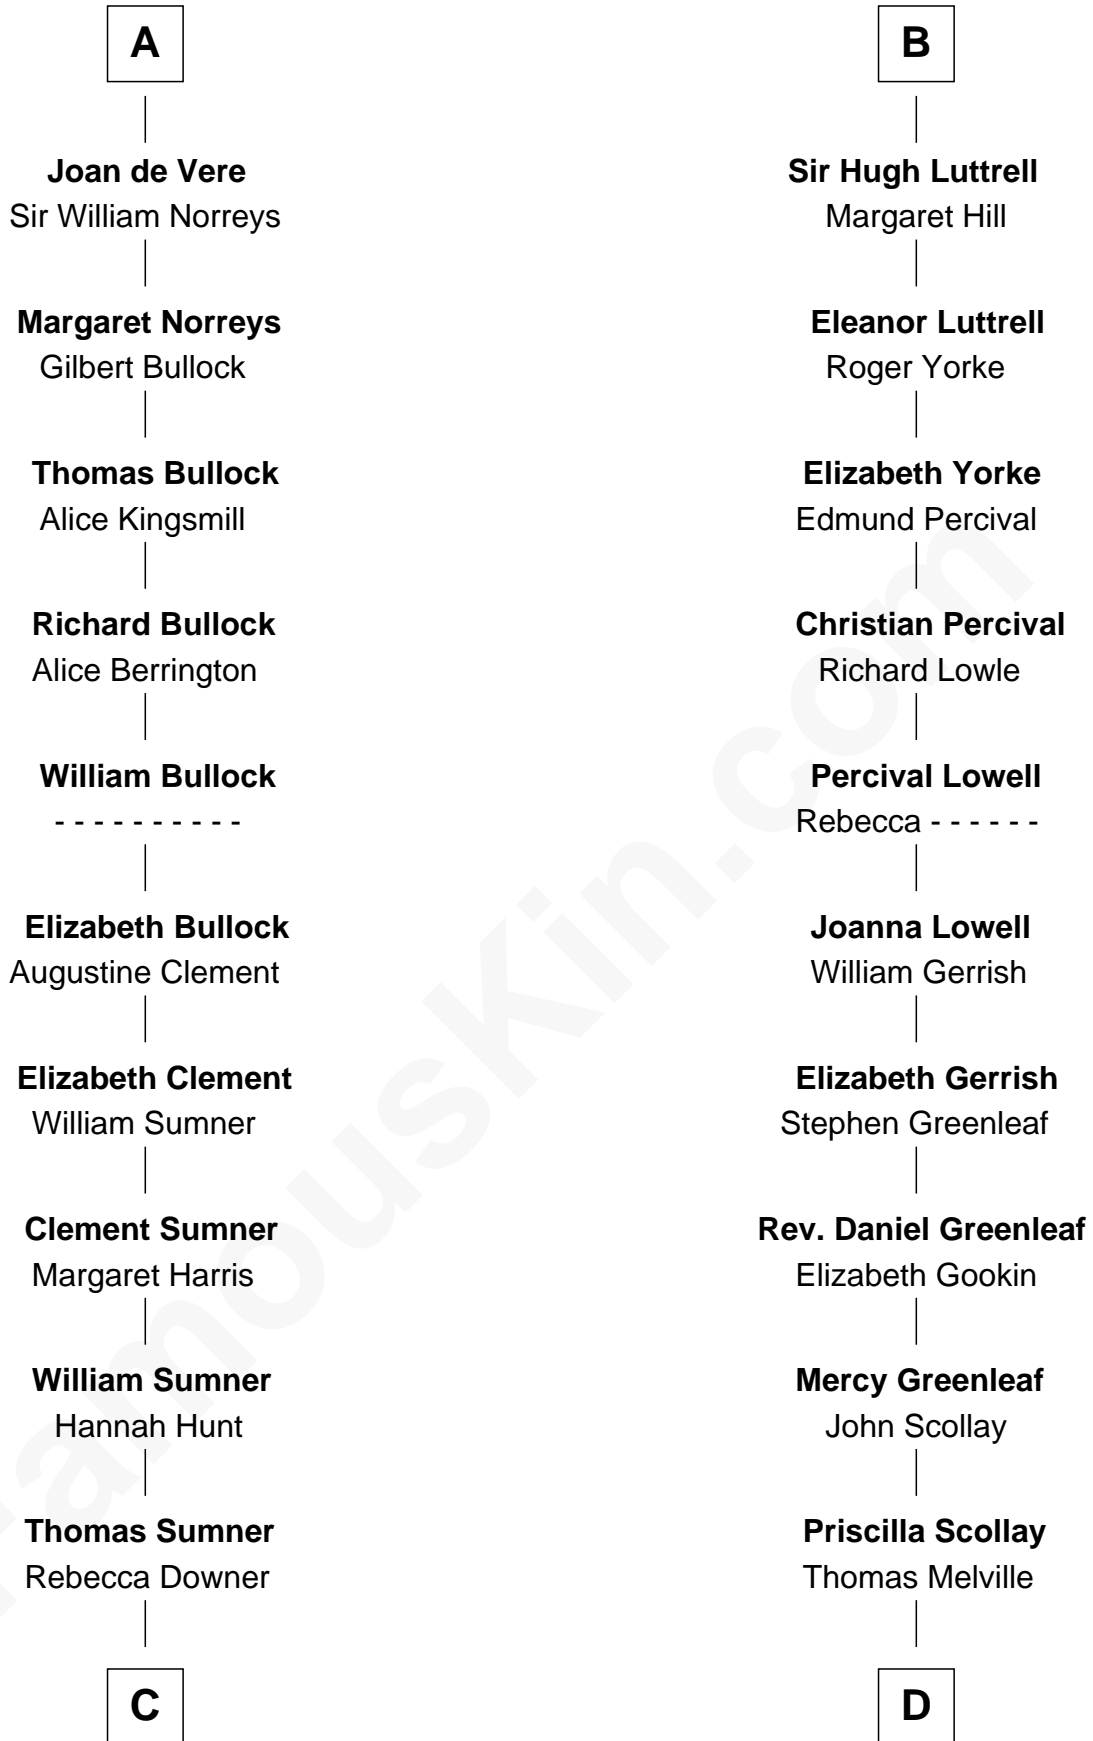 A
Joan de Vere
Sir William Norreys
Margaret Norreys
Gilbert Bullock
Thomas Bullock
Alice Kingsmill
Richard Bullock
Alice Berrington
William Bullock
- - - - - - - - - -
Elizabeth Bullock
Augustine Clement
Elizabeth Clement
William Sumner
Clement Sumner
Margaret Harris
William Sumner
Hannah Hunt
Thomas Sumner
Rebecca Downer
C
B
Sir Hugh Luttrell
Margaret Hill
Eleanor Luttrell
Roger Yorke
Elizabeth Yorke
Edmund Percival
Christian Percival
Richard Lowle
Percival Lowell
Rebecca - - - - - -
Joanna Lowell
William Gerrish
Elizabeth Gerrish
Stephen Greenleaf
Rev. Daniel Greenleaf
Elizabeth Gookin
Mercy Greenleaf
John Scollay
Priscilla Scollay
Thomas Melville
D
FamousKin.com